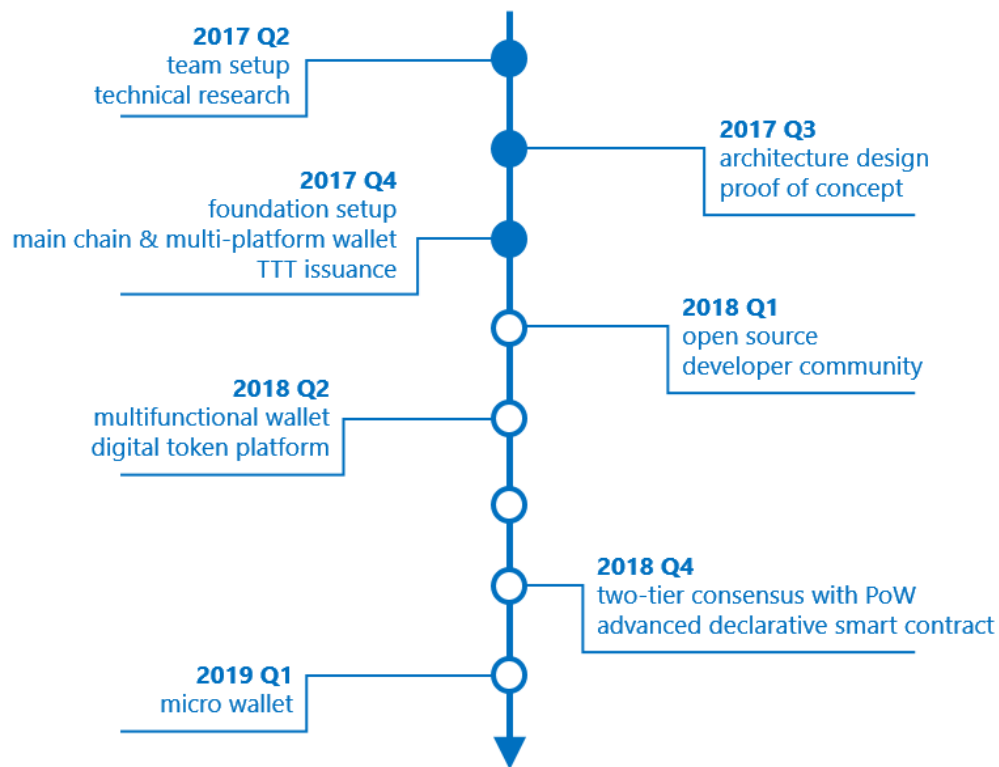 2017 Q2
team setup
technical research
2017 Q3
architecture design
proof of concept
2017 Q4
foundation setup
main chain & multi-platform wallet
TTT issuance
2018 Q1
open source
developer community
2018 Q2
multifunctional wallet
digital token platform
2018 Q4
two-tier consensus with PoW
advanced declarative smart contract
2019 Q1
micro wallet